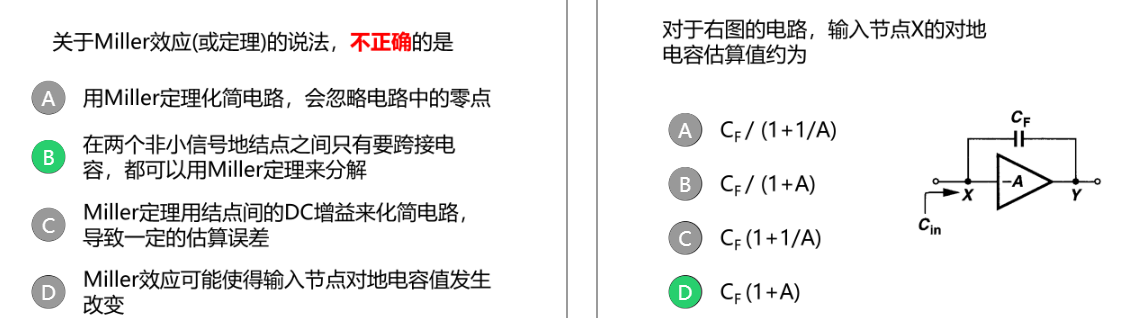 关于Miller效应(或定理)的说法，不正确的是
A 用Miller定理化简电路，会忽略电路中的零点
B 在两个非小信号地结点之间只有要跨接电
容，都可以用Miller定理来分解
C Miller定理用结点间的DC增益来化简电路，
导致一定的估算误差
D Miller效应可能使得输入节点对地电容值发生
改变
对于右图的电路，输入节点X的对地
电容估算值约为
A C_F / (1+1/A)
B C_F / (1+A)
C C_F (1+1/A)
D C_F (1+A)
C_F
-A
X
Y
C_in